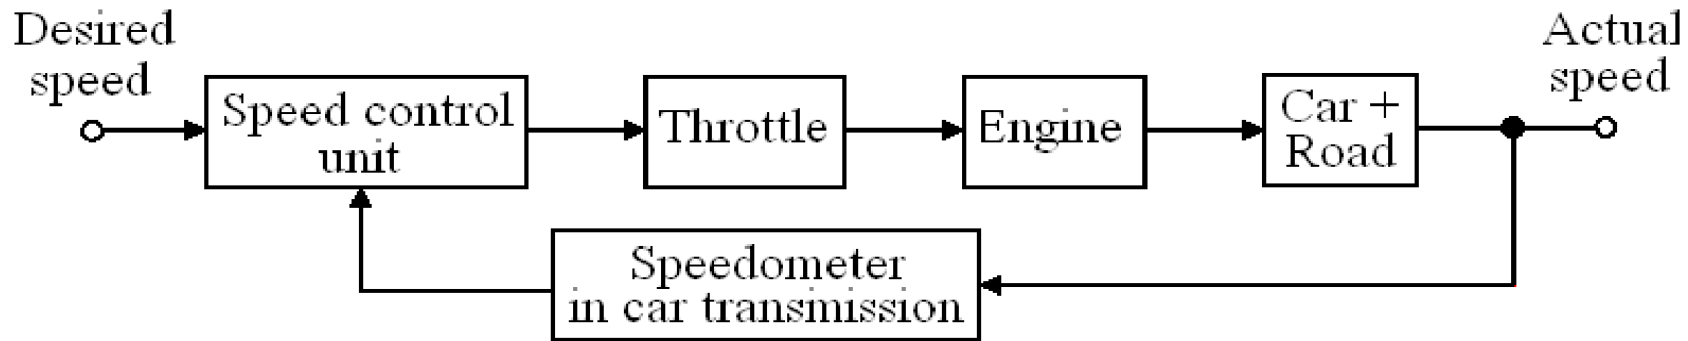 Desired
speed
Speed control
unit
Throttle
Engine
Car +
Road
Actual
speed
Speedometer
in car transmission